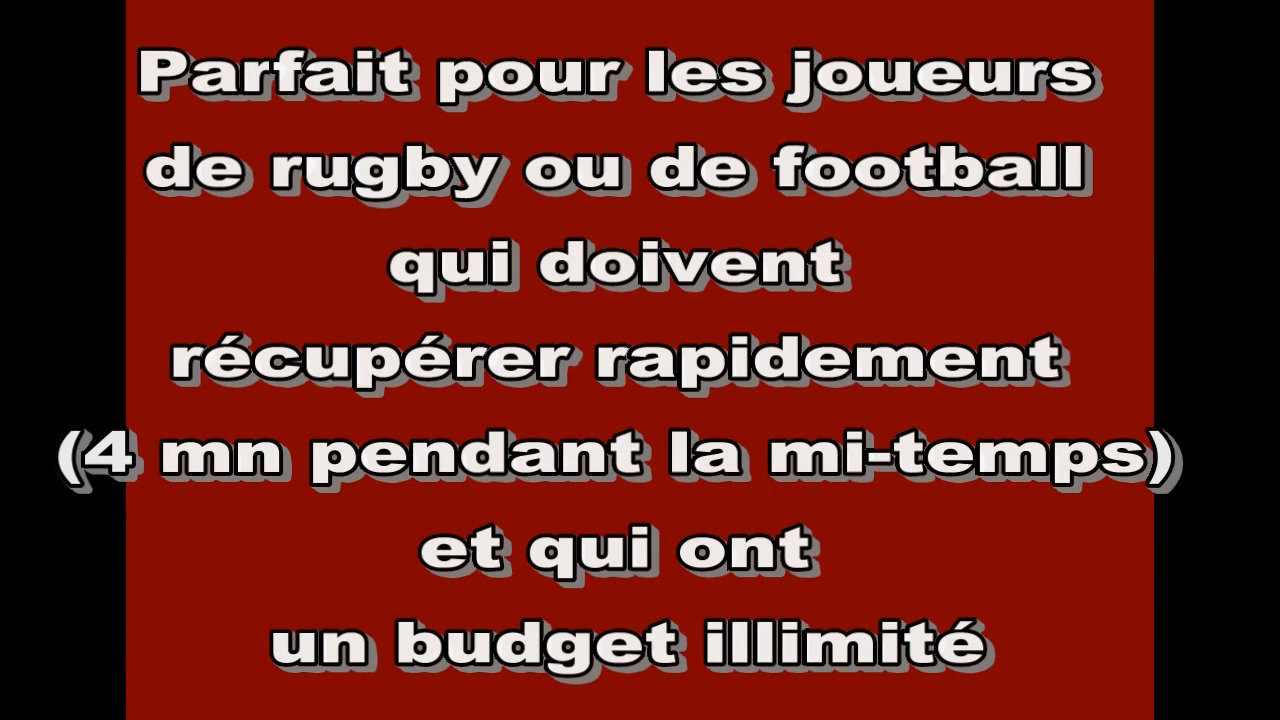 Parfait pour les joueurs
de rugby ou de football
qui doivent
récupérer rapidement
(4 mn pendant la mi-temps)
et qui ont
un budget illimité